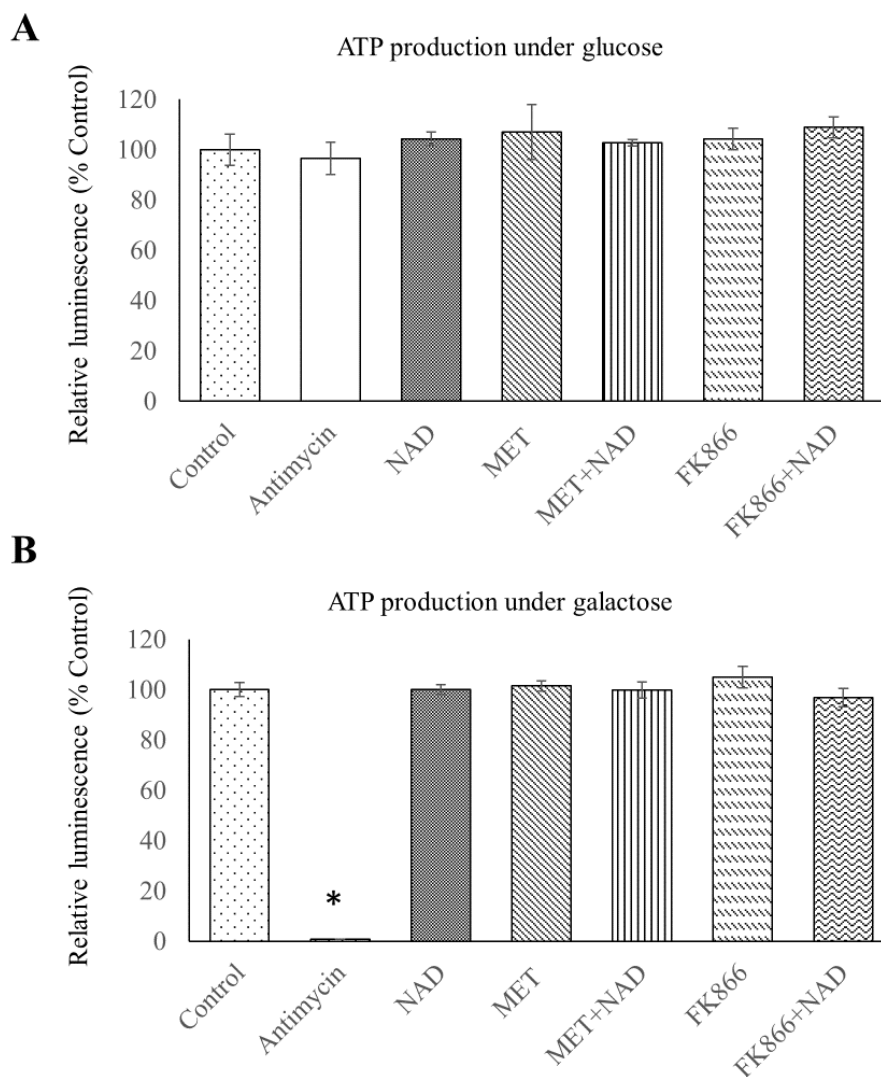 A
ATP production under glucose
Relative luminescence (% Control)
120
100
80
60
40
20
0
Control
Antimycin
NAD
MET
MET+NAD
FK866
FK866+NAD
B
ATP production under galactose
Relative luminescence (% Control)
120
100
80
60
40
20
0
*
Control
Antimycin
NAD
MET
MET+NAD
FK866
FK866+NAD